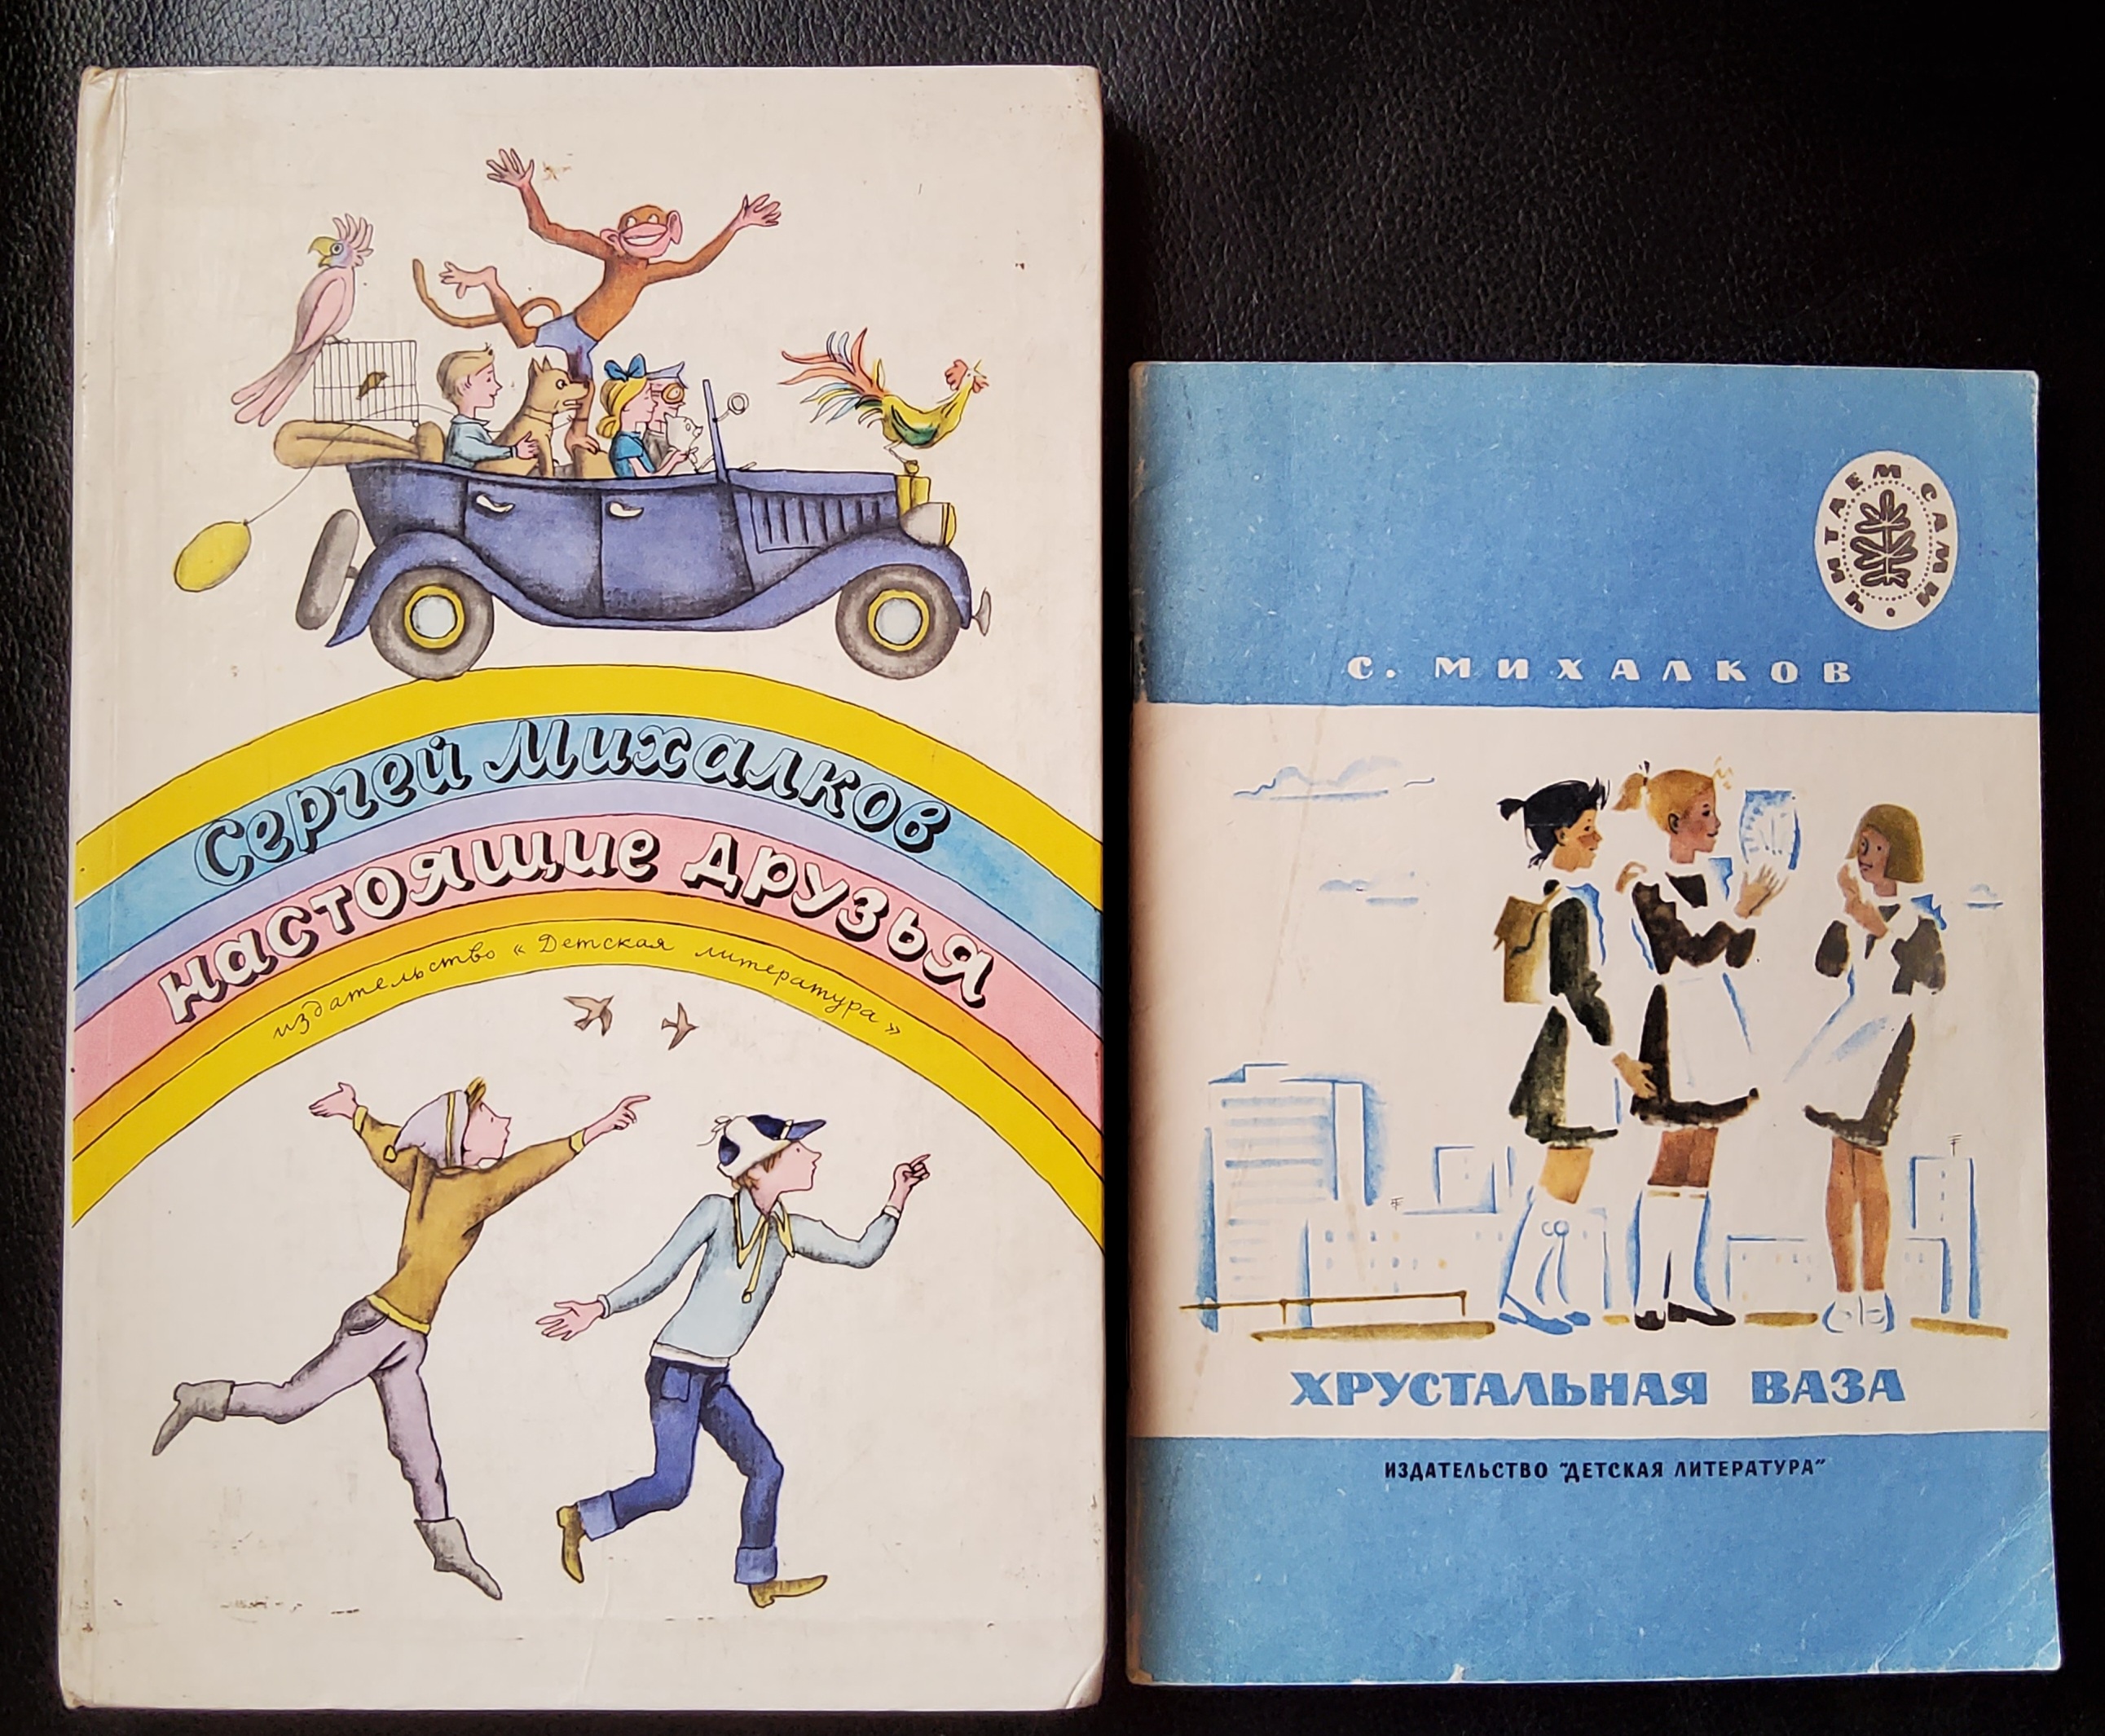 Сергей Михалков
настоящие друзья
издательство «Детская литература»
ЧИТАЕМ САМИ •
С. МИХАЛКОВ
ХРУСТАЛЬНАЯ ВАЗА
ИЗДАТЕЛЬСТВО "ДЕТСКАЯ ЛИТЕРАТУРА"